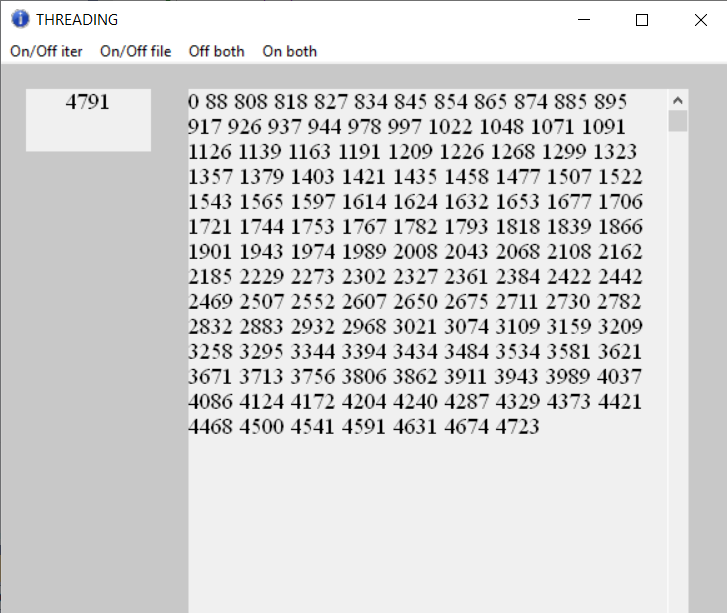 THREADING
On/Off iter On/Off file Off both On both
4791
0 88 808 818 827 834 845 854 865 874 885 895
917 926 937 944 978 997 1022 1048 1071 1091
1126 1139 1163 1191 1209 1226 1268 1299 1323
1357 1379 1403 1421 1435 1458 1477 1507 1522
1543 1565 1597 1614 1624 1632 1653 1677 1706
1721 1744 1753 1767 1782 1793 1818 1839 1866
1901 1943 1974 1989 2008 2043 2068 2108 2162
2185 2229 2273 2302 2327 2361 2384 2422 2442
2469 2507 2552 2607 2650 2675 2711 2730 2782
2832 2883 2932 2968 3021 3074 3109 3159 3209
3258 3295 3344 3394 3434 3484 3534 3581 3621
3671 3713 3756 3806 3862 3911 3943 3989 4037
4086 4124 4172 4204 4240 4287 4329 4373 4421
4468 4500 4541 4591 4631 4674 4723